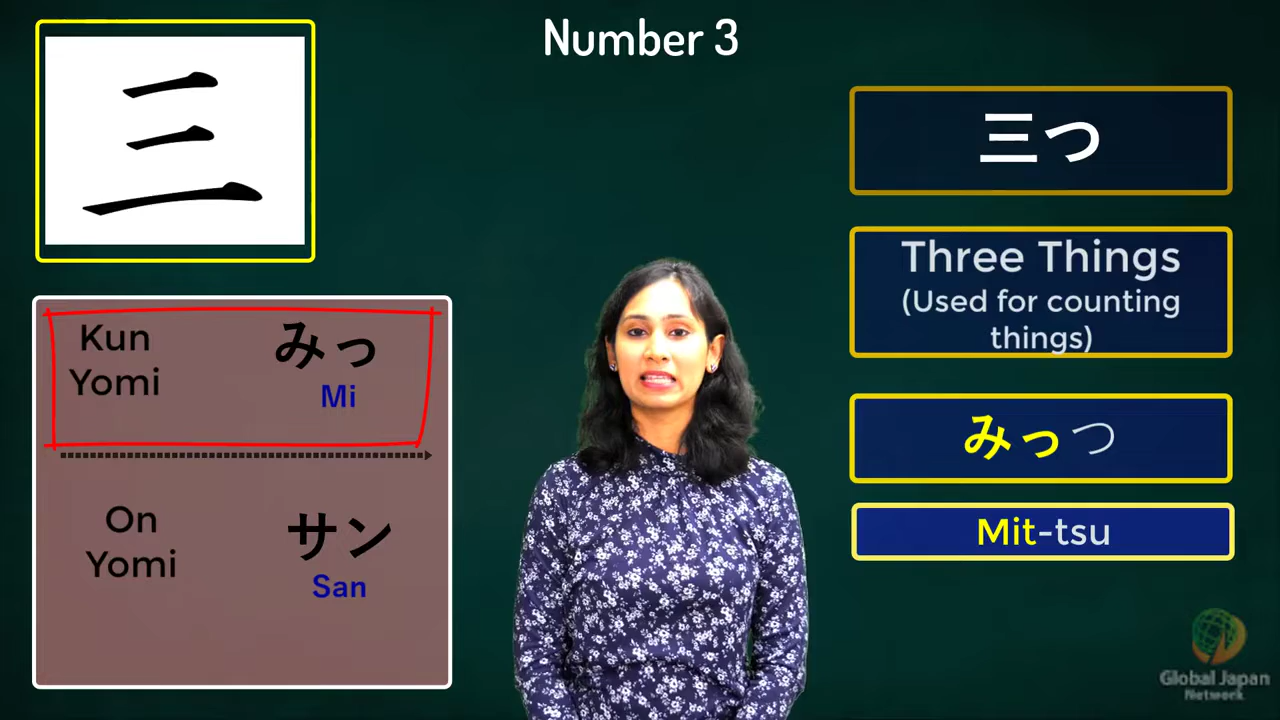 Number 3
三
Kun
Yomi
みっ
Mi
On
Yomi
サン
San
三つ
Three Things
(Used for counting
things)
みっつ
Mit-tsu
Global Japan
Network